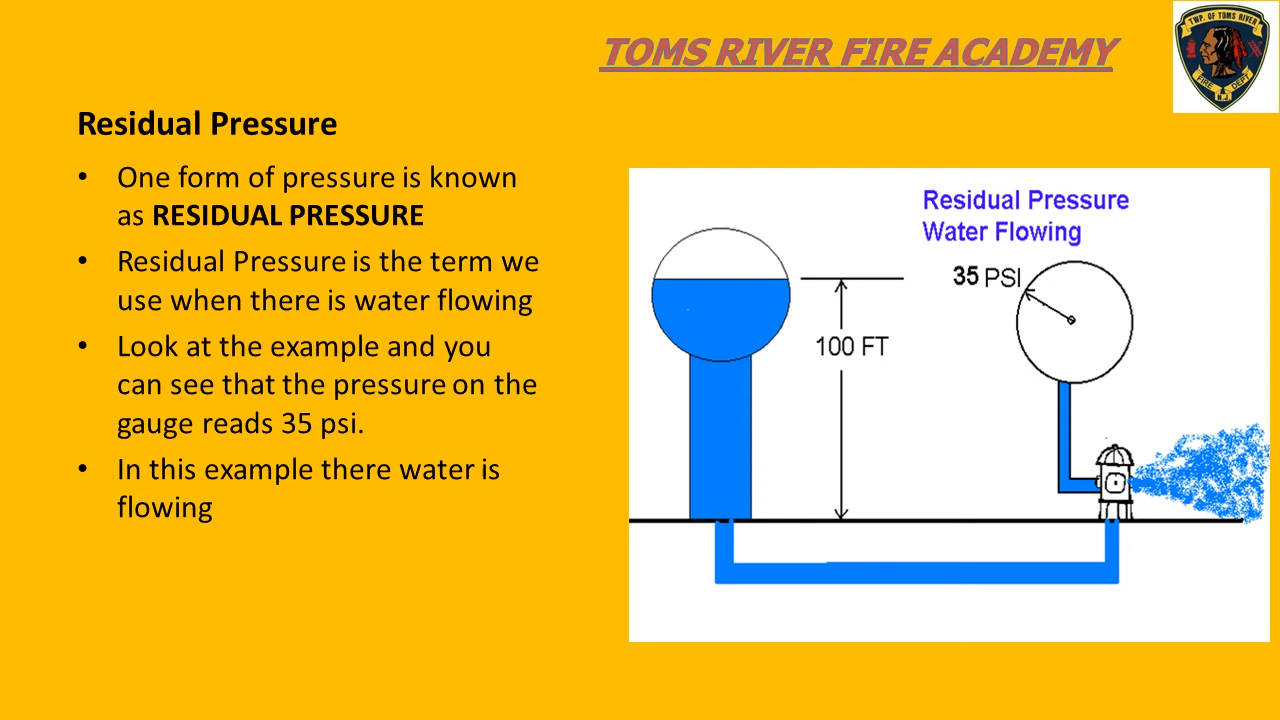 TOMS RIVER FIRE ACADEMY
TWP. OF TOMS RIVER
FIRE DEPT
N.J.
Residual Pressure
• One form of pressure is known
as RESIDUAL PRESSURE
• Residual Pressure is the term we
use when there is water flowing
• Look at the example and you
can see that the pressure on the
gauge reads 35 psi.
• In this example there water is
flowing
Residual Pressure
Water Flowing
35 PSI
100 FT